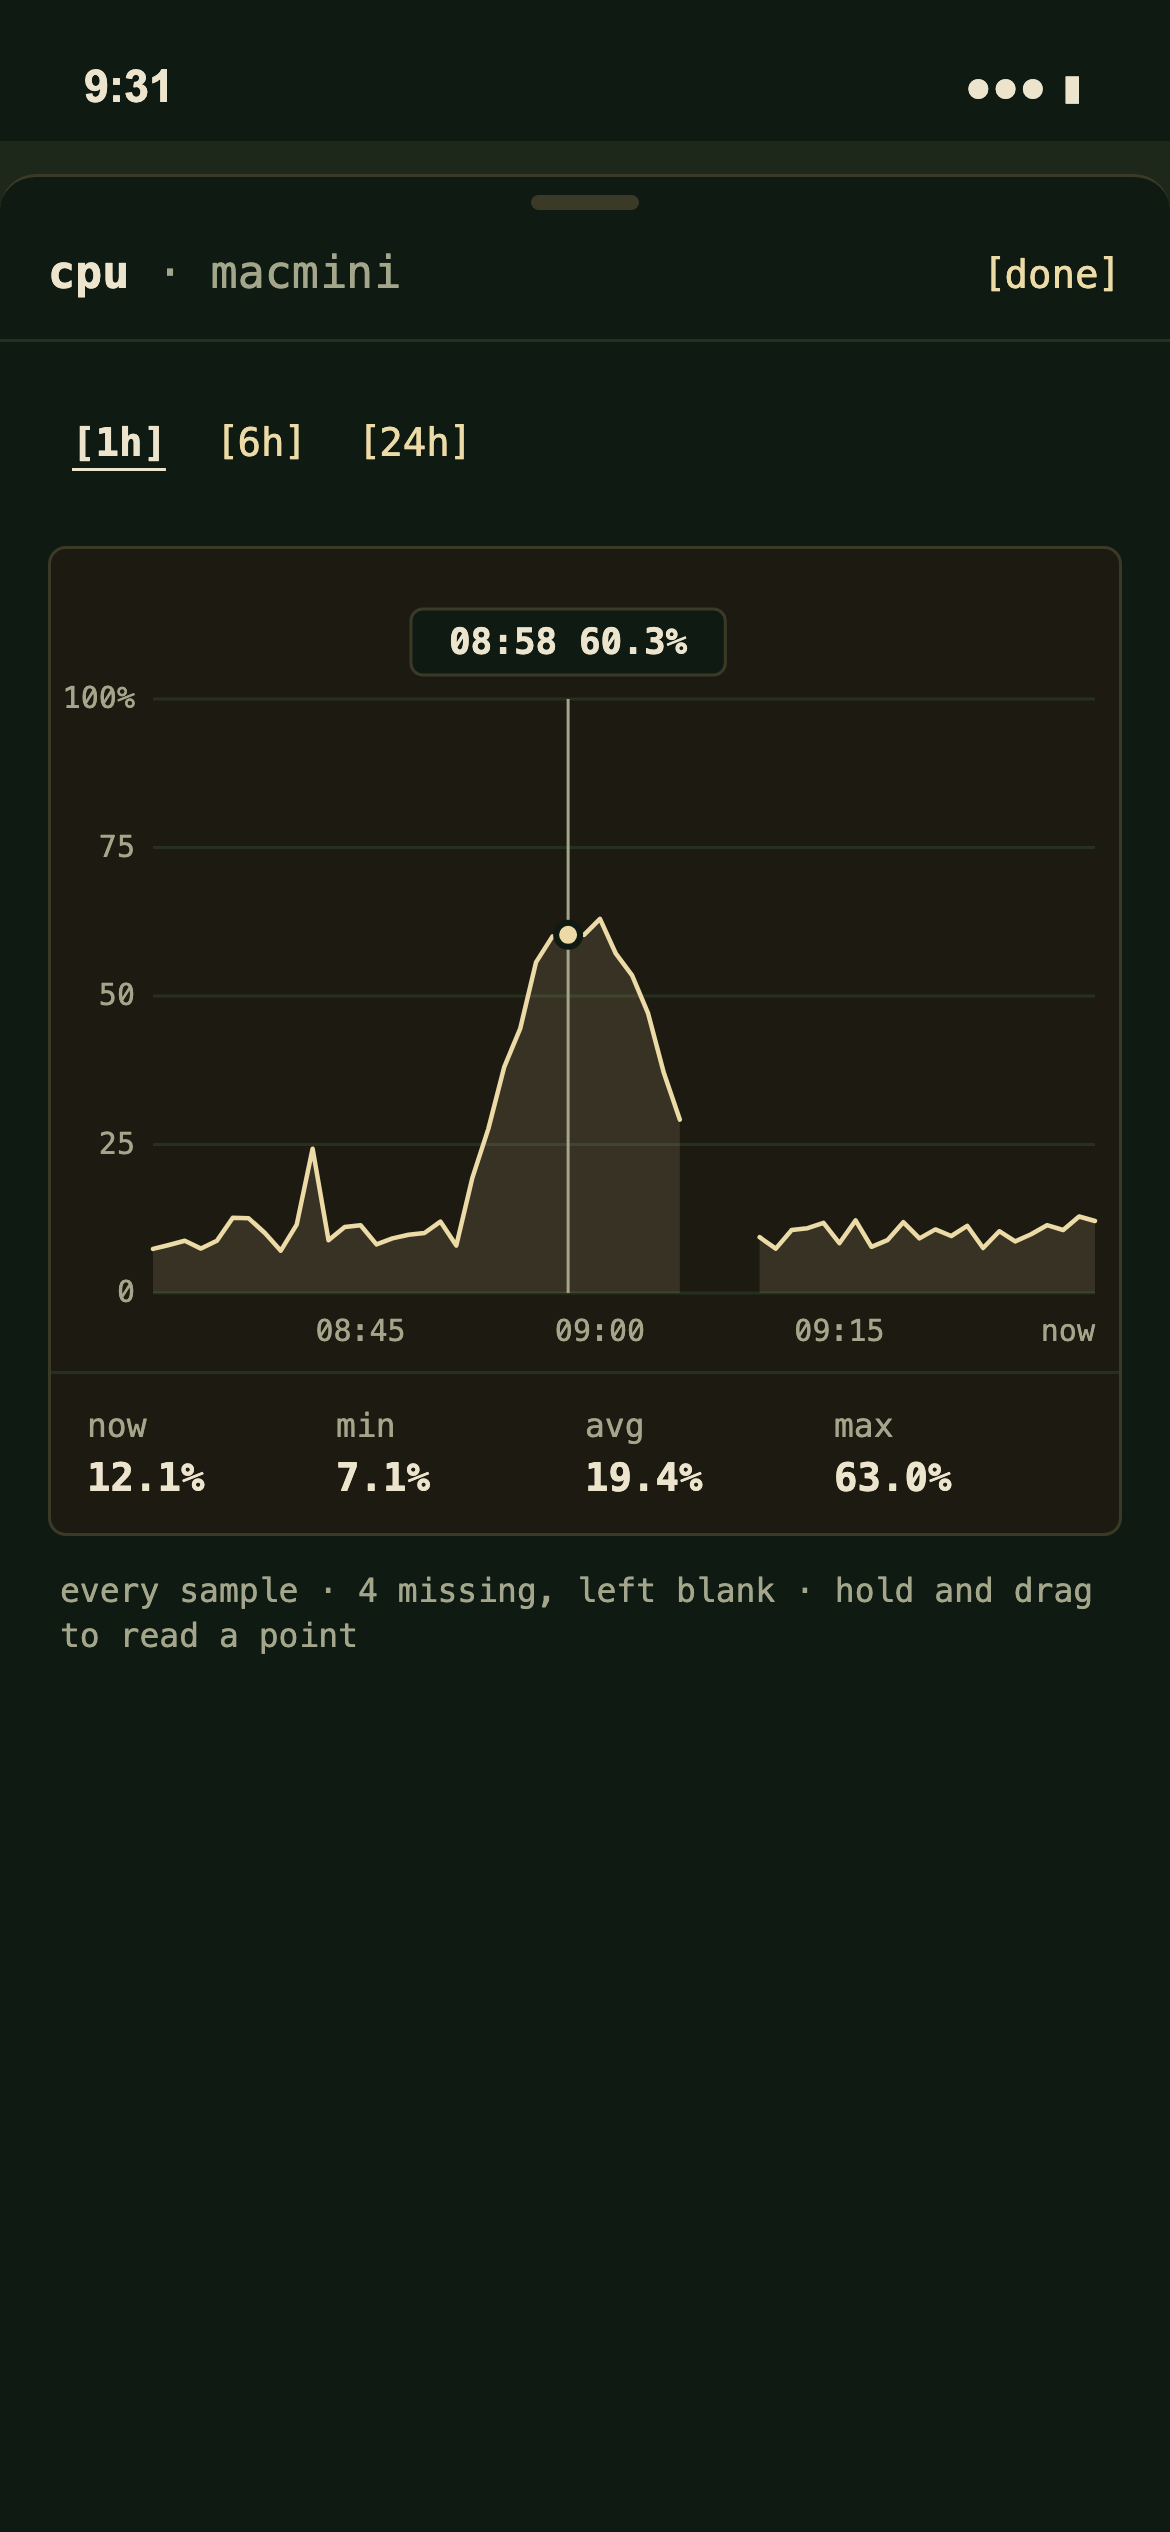 9:31
cpu · macmini [done]
[1h] [6h] [24h]
08:58 60.3%
100%
75
50
25
0
08:45 09:00 09:15 now
now min avg max
12.1% 7.1% 19.4% 63.0%
every sample · 4 missing, left blank · hold and drag
to read a point